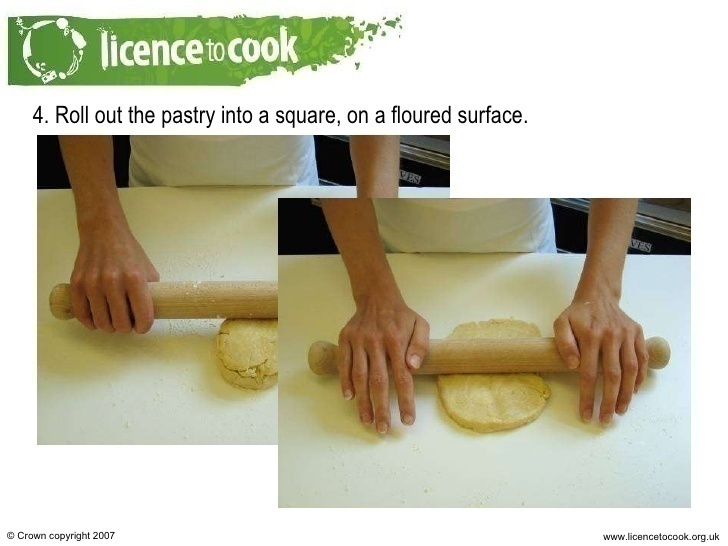 licence to cook
4. Roll out the pastry into a square, on a floured surface.
© Crown copyright 2007
www.licencetocook.org.uk